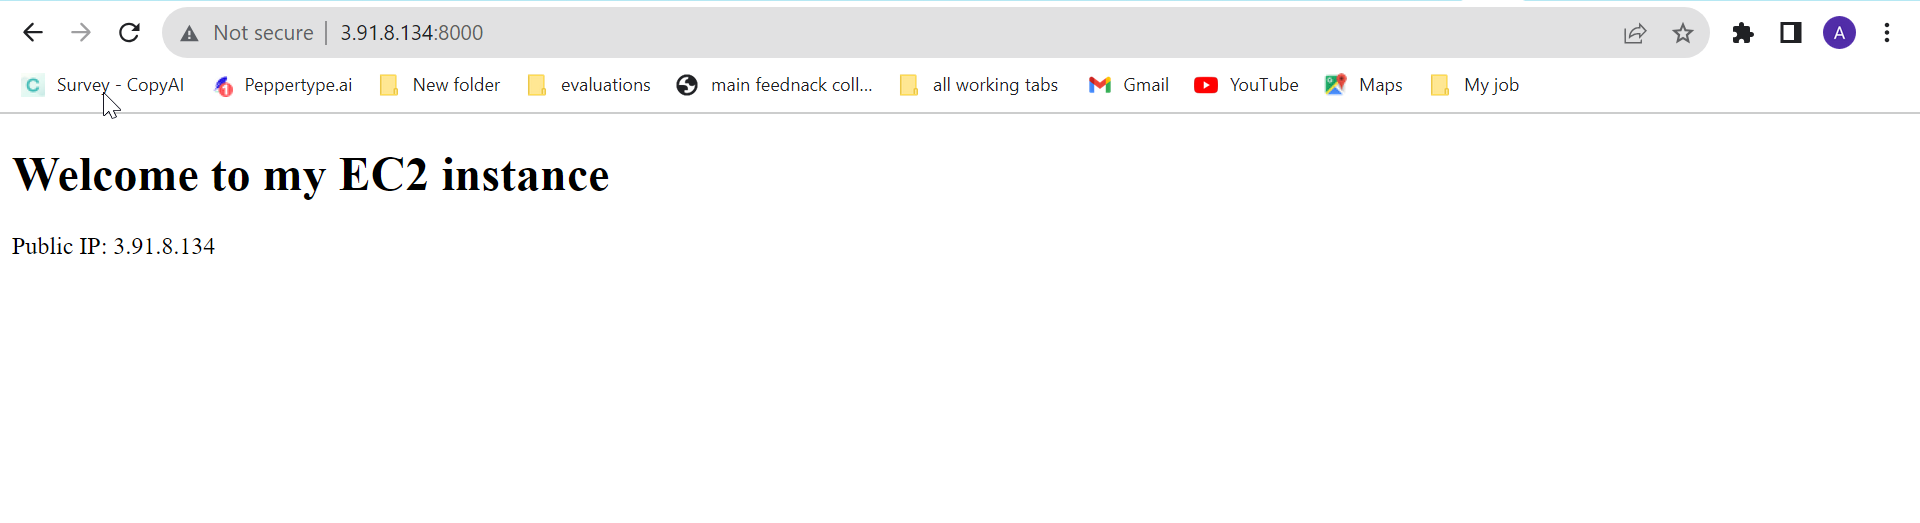 Not secure | 3.91.8.134:8000
A
C Survey - CopyAI 1 Peppertype.ai New folder evaluations main feednack coll... all working tabs Gmail YouTube Maps My job
Welcome to my EC2 instance
Public IP: 3.91.8.134